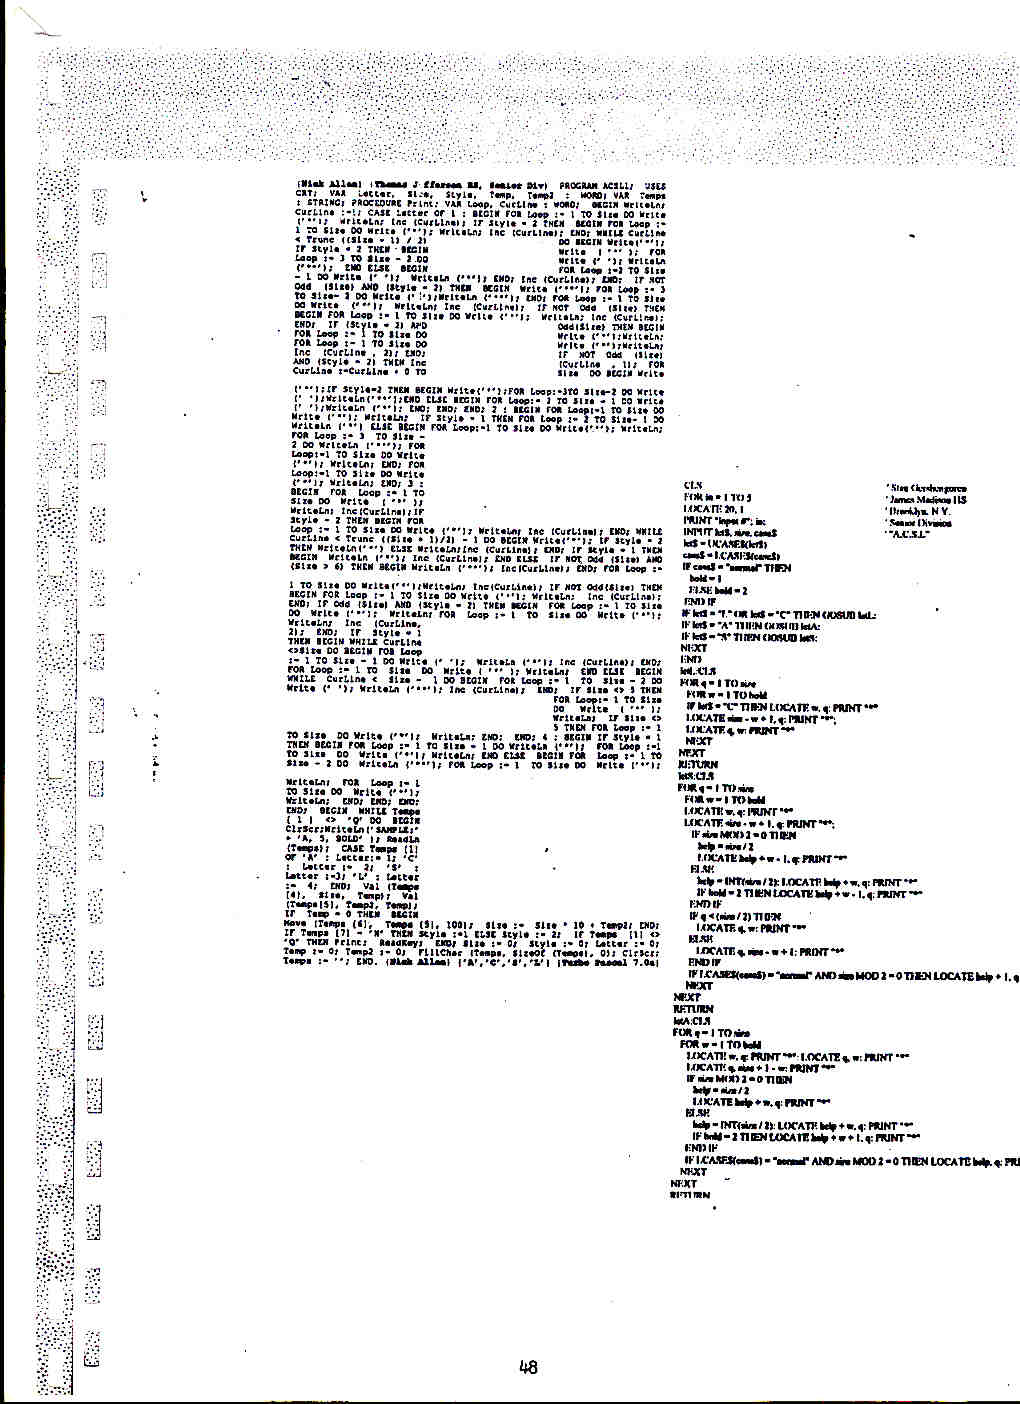 (Nick Allen) (Thomas Jefferson HS, Senior Div) PROGRAM ACSLL; USES
CRT; VAR Letter, Size, Style, Temp, Temp2 : WORD; VAR Temps
: STRING; PROCEDURE Print; VAR Loop, CurLine : WORD; BEGIN WriteLn;
CurLine :=1; CASE Letter OF 1 : BEGIN FOR Loop := 1 TO Size DO Write
('*'); WriteLn; Inc (CurLine); IF Style = 2 THEN BEGIN FOR Loop :=
1 TO Size DO Write ('*'); WriteLn; Inc (CurLine); END; WHILE CurLine
< Trunc ((Size + 1) / 2) DO BEGIN Write('*');
IF Style = 2 THEN BEGIN Write ('*'); FOR
Loop := 3 TO Size - 2 DO Write (' '); WriteLn
('**'); END ELSE BEGIN FOR Loop :=2 TO Size
- 1 DO Write (' '); WriteLn ('*'); END; Inc (CurLine); END; IF NOT
Odd (Size) AND (Style = 2) THEN BEGIN Write ('**'); FOR Loop := 3
TO Size- 2 DO Write (' ');WriteLn ('**'); END; FOR Loop := 1 TO Size
DO Write ('*'); WriteLn; Inc (CurLine); IF NOT Odd (Size) THEN
BEGIN FOR Loop := 1 TO Size DO Write ('*'); WriteLn; Inc (CurLine);
END; IF (Style = 2) AND Odd(Size) THEN BEGIN
FOR Loop := 1 TO Size DO Write ('*');WriteLn;
FOR Loop := 1 TO Size DO Write ('*');WriteLn;
Inc (CurLine , 2); END; IF NOT Odd (Size)
AND (Style = 2) THEN Inc (CurLine , 1); FOR
CurLine :=CurLine + 0 TO Size DO BEGIN Write
('*');IF Style=2 THEN BEGIN Write('*');FOR Loop:=3TO Size-2 DO Write
(' ');WriteLn('**');END ELSE BEGIN FOR Loop:= 2 TO Size - 1 DO Write
(' ');WriteLn ('*'); END; END; END; 2 : BEGIN FOR Loop:=1 TO Size DO
Write ('*'); WriteLn; IF Style = 1 THEN FOR Loop := 2 TO Size- 1 DO
WriteLn ('*') ELSE BEGIN FOR Loop:=1 TO Size DO Write('*'); WriteLn;
FOR Loop := 3 TO Size -
2 DO WriteLn ('**'); FOR
Loop:=1 TO Size DO Write
('*'); WriteLn; END; FOR
Loop:=1 TO Size DO Write
('*'); WriteLn; END; 3 :
BEGIN FOR Loop := 1 TO
Size DO Write ('*');
WriteLn; Inc(CurLine);IF
Style = 2 THEN BEGIN FOR
Loop := 1 TO Size DO Write ('*'); WriteLn; Inc (CurLine); END; WHILE
CurLine < Trunc ((Size + 1)/2) - 1 DO BEGIN Write('*'); IF Style = 2
THEN WriteLn('*') ELSE WriteLn;Inc (CurLine); END; IF Style = 1 THEN
BEGIN WriteLn ('*'); Inc (CurLine); END ELSE IF NOT Odd (Size) AND
(Size > 6) THEN BEGIN WriteLn ('**'); Inc(CurLine); END; FOR Loop :=
1 TO Size DO Write('*');WriteLn; Inc(CurLine); IF NOT Odd(Size) THEN
BEGIN FOR Loop := 1 TO Size DO Write ('*'); WriteLn; Inc (CurLine);
END; IF Odd (Size) AND (Style = 2) THEN BEGIN FOR Loop := 1 TO Size
DO Write ('*'); WriteLn; FOR Loop := 1 TO Size DO Write ('*');
WriteLn; Inc (CurLine,
2); END; IF Style = 1
THEN BEGIN WHILE CurLine
<>Size DO BEGIN FOR Loop
:= 1 TO Size - 1 DO Write (' '); WriteLn ('*'); Inc (CurLine); END;
FOR Loop := 1 TO Size DO Write ('*'); WriteLn; END ELSE BEGIN
WHILE CurLine < Size - 1 DO BEGIN FOR Loop := 1 TO Size - 2 DO
Write (' '); WriteLn ('**'); Inc (CurLine); END; IF Size <> 5 THEN
FOR Loop:= 1 TO Size
DO Write ('*');
WriteLn; IF Size <>
5 THEN FOR Loop := 1
TO Size DO Write ('*'); WriteLn; END; END; 4 : BEGIN IF Style = 1
THEN BEGIN FOR Loop := 1 TO Size - 1 DO WriteLn ('*'); FOR Loop :=1
TO Size DO Write ('*'); WriteLn; END ELSE BEGIN FOR Loop := 1 TO
Size - 2 DO WriteLn ('**'); FOR Loop := 1 TO Size DO Write ('*');
WriteLn; FOR Loop := 1
TO Size DO Write ('*');
WriteLn; END; END; END;
END; BEGIN WHILE Temps
[ 1 ] <> 'Q' DO BEGIN
ClrScr;WriteLn('SAMPLE:'
+ 'A, 5, BOLD' ); ReadLn
(Temps); CASE Temps [1]
OF 'A' : Letter:= 1; 'C'
: Letter := 2; 'S' :
Letter :=3; 'L' : Letter
:= 4; END; Val (Temps
[4], Size, Temp); Val
(Temps[5], Temp2, Temp);
IF Temp = 0 THEN BEGIN
Move (Temps [6], Temps [5], 100); Size := Size * 10 + Temp2; END;
IF Temps [7] = 'N' THEN Style :=1 ELSE Style := 2; IF Temps [1] <>
'Q' THEN Print; ReadKey; END; Size := 0; Style := 0; Letter := 0;
Temp := 0; Temp2 := 0; FillChar (Temps, SizeOf (Temps), 0); ClrScr;
Temps := ''; END. (Nick Allen) ('A','C','S','L') (Turbo Pascal 7.0a)
CLS
FOR in = 1 TO 5
' James Madison HS
LOCATE 20, 1
' Brooklyn, N Y.
PRINT "Input #"; in;
' Senior Division
INPUT let$, size, case$
' "A.C.S.L"
let$ = UCASE$(let$)
case$ = LCASE$(case$)
IF case$ = "normal" THEN
bold = 1
ELSE bold = 2
END IF
IF let$ = "L" OR let$ = "C" THEN GOSUB letL:
IF let$ = "A" THEN GOSUB letA:
IF let$ = "S" THEN GOSUB letS:
NEXT
END
letL:CLS
FOR q = 1 TO size
FOR w = 1 TO bold
IF let$ = "C" THEN LOCATE w, q: PRINT "*"
LOCATE size - w + 1, q: PRINT "*";
LOCATE q, w: PRINT "*"
NEXT
NEXT
RETURN
letS:CLS
FOR q = 1 TO size
FOR w = 1 TO bold
LOCATE w, q: PRINT "*"
LOCATE size - w + 1, q: PRINT "*";
IF size MOD 2 = 0 THEN
help = size / 2
LOCATE help + w - 1, q: PRINT "*"
ELSE
help = INT(size / 2): LOCATE help + w, q: PRINT "*"
IF bold = 2 THEN LOCATE help + w - 1, q: PRINT "*"
END IF
IF q < (size / 2) THEN
LOCATE q, w: PRINT "*"
ELSE
LOCATE q, size - w + 1: PRINT "*"
END IF
IF LCASE$(case$) = "normal" AND size MOD 2 = 0 THEN LOCATE help + 1, q
NEXT
NEXT
RETURN
letA:CLS
FOR q = 1 TO size
FOR w = 1 TO bold
LOCATE w, q: PRINT "*": LOCATE q, w: PRINT "*"
LOCATE q, size + 1 - w: PRINT "*"
IF size MOD 2 = 0 THEN
help = size / 2
LOCATE help + w, q: PRINT "*"
ELSE
help = INT(size / 2): LOCATE help + w, q: PRINT "*"
IF bold = 2 THEN LOCATE help + w + 1, q: PRINT "*"
END IF
IF LCASE$(case$) = "normal" AND size MOD 2 = 0 THEN LOCATE help, q: PRI
NEXT
NEXT
RETURN
48